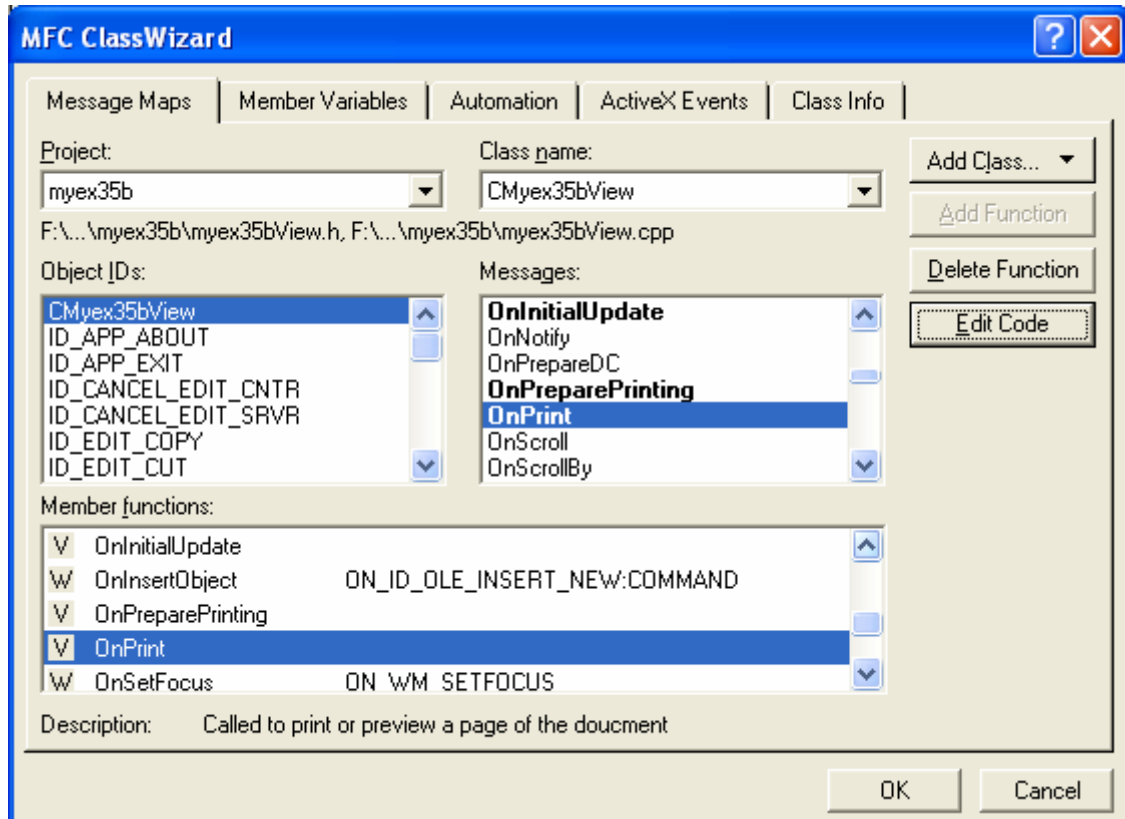 MFC ClassWizard
Message Maps Member Variables Automation ActiveX Events Class Info
Project: Class name:
Add Class...
myex35b CMyex35bView
Add Function
F:\...\myex35b\myex35bView.h, F:\...\myex35b\myex35bView.cpp
Object IDs: Messages:
Delete Function
CMyex35bView OnInitialUpdate
ID_APP_ABOUT OnNotify
Edit Code
ID_APP_EXIT OnPrepareDC
ID_CANCEL_EDIT_CNTR OnPreparePrinting
ID_CANCEL_EDIT_SRVR OnPrint
ID_EDIT_COPY OnScroll
ID_EDIT_CUT OnScrollBy
Member functions:
V OnInitialUpdate
W OnInsertObject ON_ID_OLE_INSERT_NEW:COMMAND
V OnPreparePrinting
V OnPrint
W OnSetFocus ON_WM_SETFOCUS
Description: Called to print or preview a page of the doucment
OK Cancel